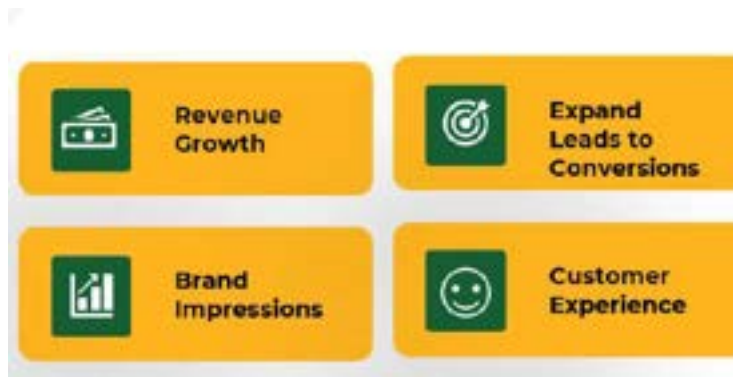 Revenue
Growth
Expand
Leads to
Conversions
Brand
Impressions
Customer
Experience